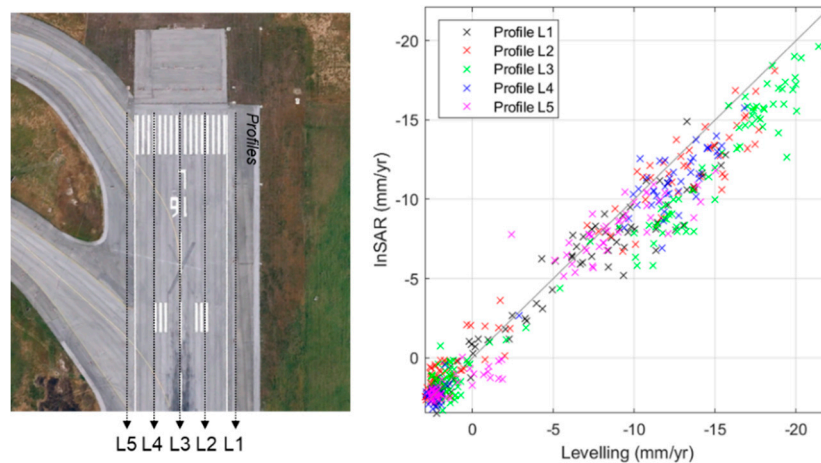 Profiles
L
16
L5 L4 L3 L2 L1
Profile L1
Profile L2
Profile L3
Profile L4
Profile L5
-20
-15
-10
-5
0
InSAR (mm/yr)
0 -5 -10 -15 -20
Levelling (mm/yr)